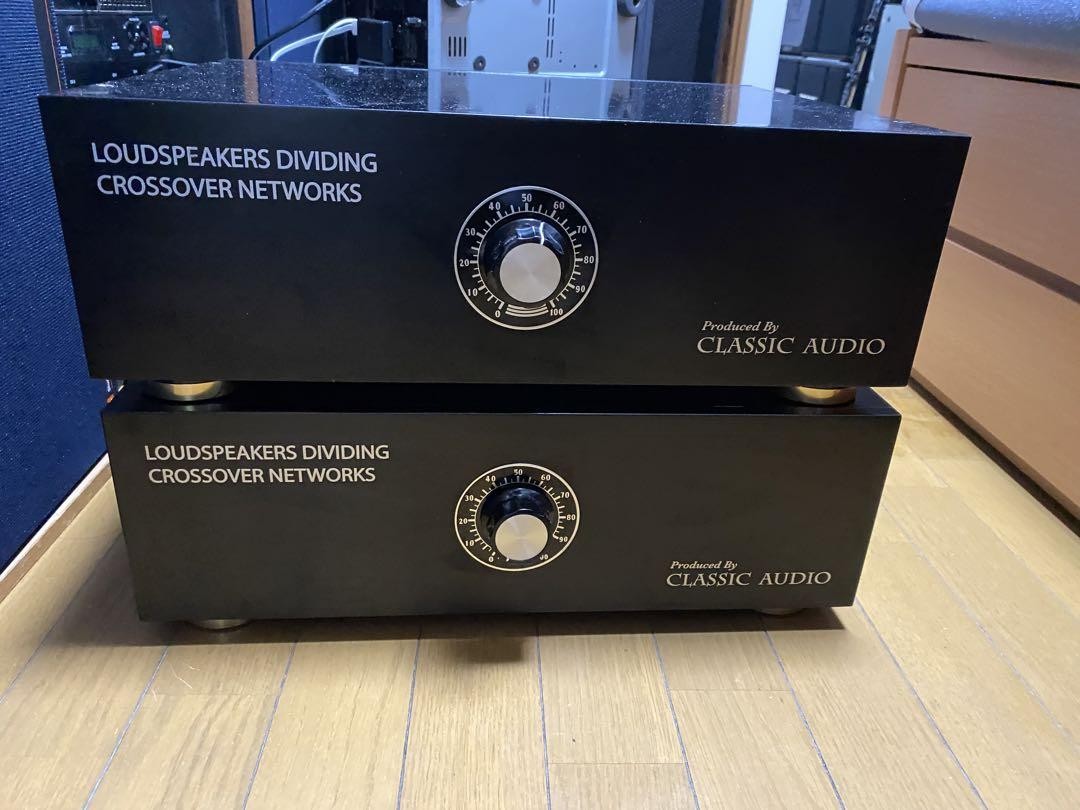 LOUDSPEAKERS DIVIDING
CROSSOVER NETWORKS
0 10 20 30 40 50 60 70 80 90 100
Produced By
CLASSIC AUDIO
LOUDSPEAKERS DIVIDING
CROSSOVER NETWORKS
0 10 20 30 40 50 60 70 80 90
Produced By
CLASSIC AUDIO